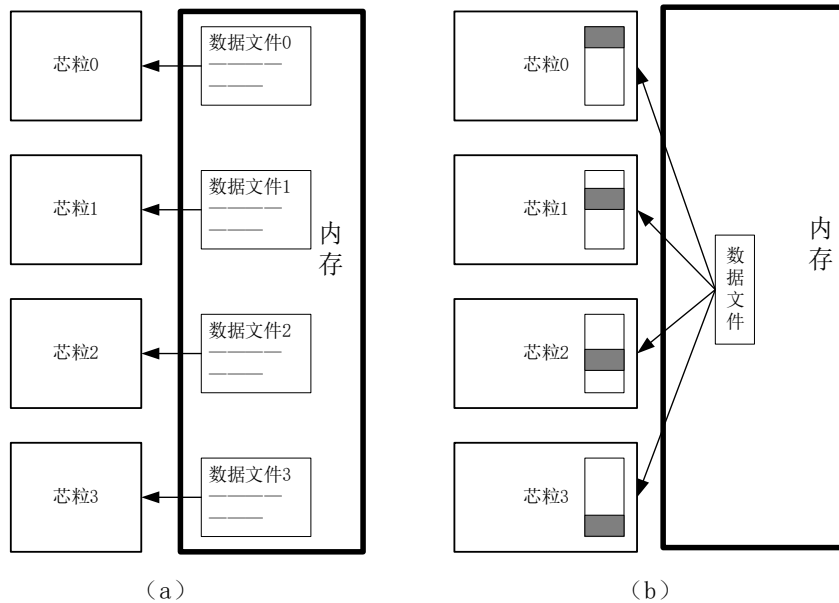 芯粒0
数据文件0
芯粒1
数据文件1
内存
芯粒2
数据文件2
芯粒3
数据文件3
(a)
芯粒0
芯粒1
芯粒2
芯粒3
数据文件
内存
(b)